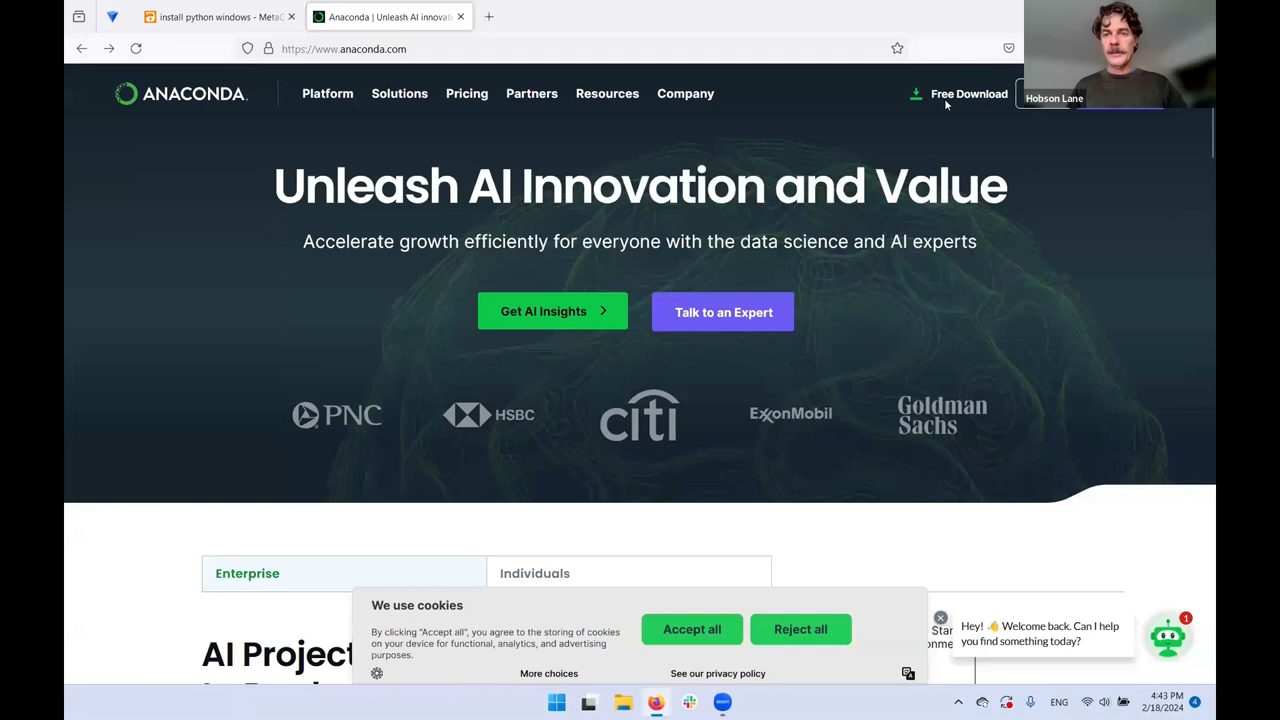 install python windows - MetaG
Anaconda | Unleash AI innovati
https://www.anaconda.com
ANACONDA.
Platform
Solutions
Pricing
Partners
Resources
Company
Free Download
Hobson Lane
Unleash AI Innovation and Value
Accelerate growth efficiently for everyone with the data science and AI experts
Get AI Insights
Talk to an Expert
PNC
HSBC
citi
ExxonMobil
Goldman
Sachs
Enterprise
Individuals
We use cookies
By clicking "Accept all", you agree to the storing of cookies
on your device for functional, analytics, and advertising
purposes.
Accept all
Reject all
More choices
See our privacy policy
AI Project
Star
onme
Hey! 👋 Welcome back. Can I help
you find something today?
1
ENG
4:43 PM
2/18/2024
4